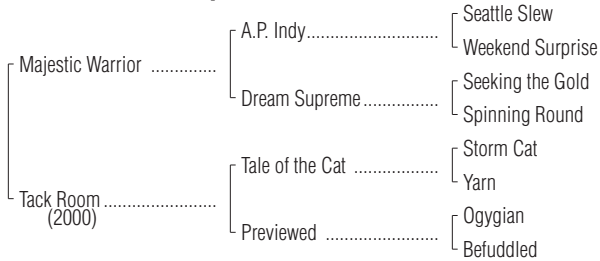 Seattle Slew
A.P. Indy.......................
Weekend Surprise
Majestic Warrior ..............
Seeking the Gold
Dream Supreme................
Spinning Round
Storm Cat
Tale of the Cat ..................
Yarn
Tack Room........................
(2000)
Ogygian
Previewed ........................
Befuddled